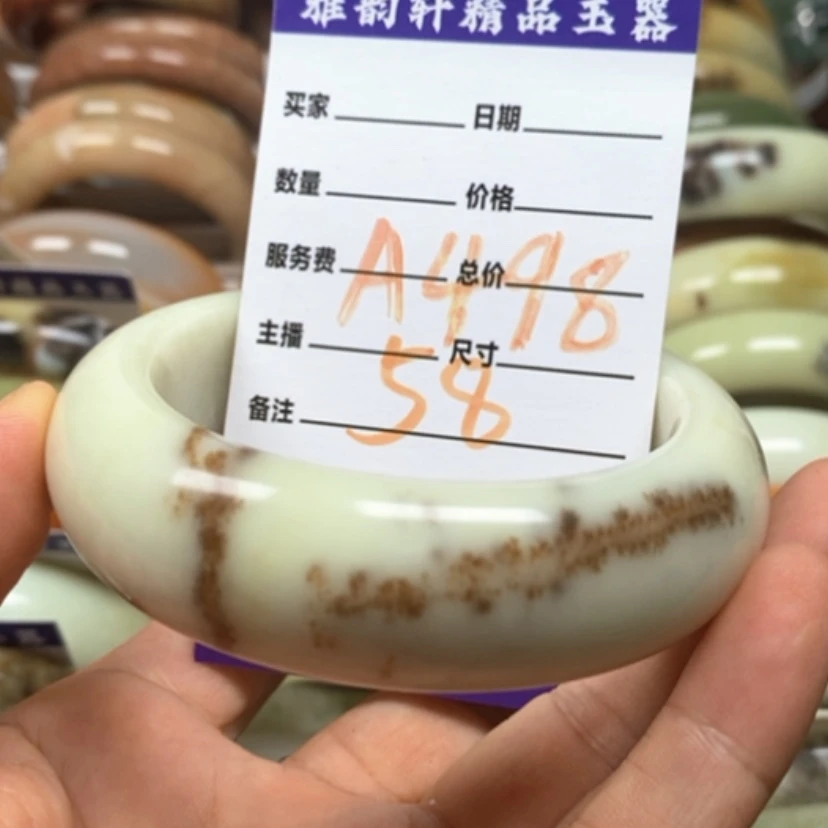 雅韵轩精品玉器
买家 日期
数量 价格
服务费 总价
A498
主播 尺寸
58
备注